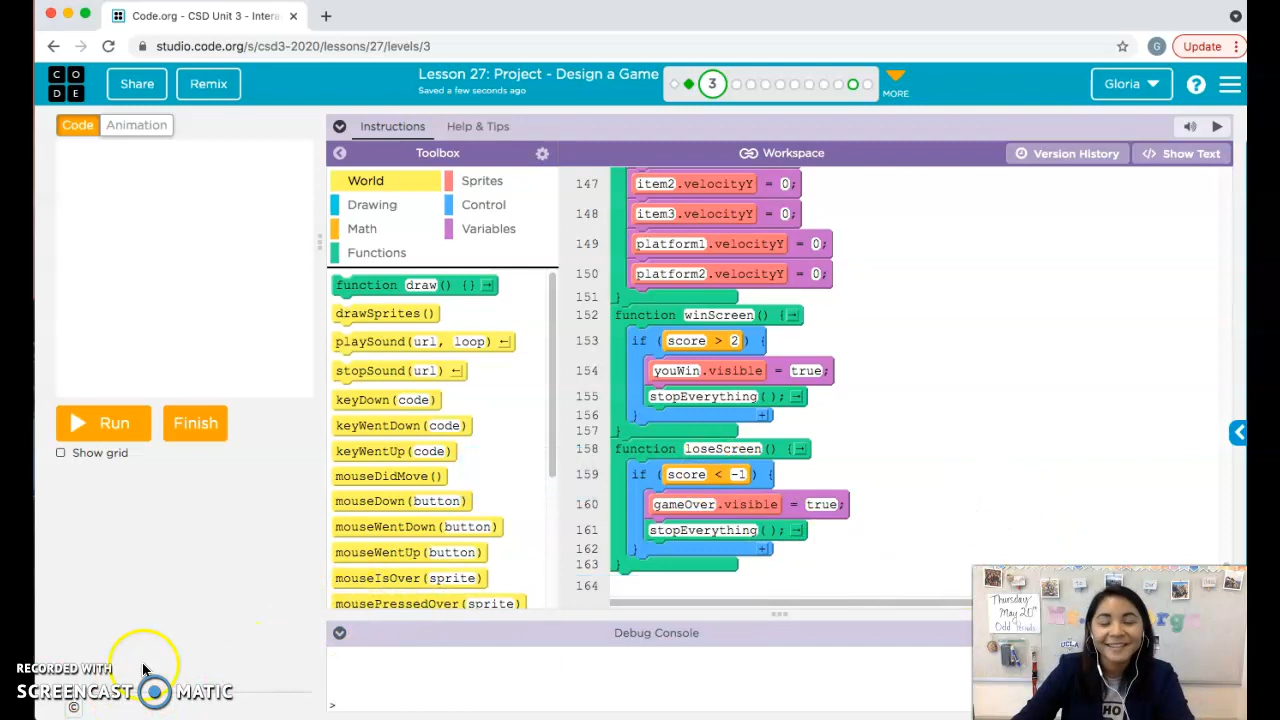 Code.org - CSD Unit 3 - Inter
studio.code.org/s/csd3-2020/lessons/27/levels/3
G
Update
C O
D E
Share
Remix
Lesson 27: Project - Design a Game
Saved a few seconds ago
3
MORE
Gloria
?
Code
Animation
Instructions
Help & Tips
Toolbox
Workspace
Version History
</> Show Text
World
Sprites
Drawing
Control
Math
Variables
Functions
function draw() {}
drawSprites()
playSound(url, loop)
stopSound(url)
keyDown(code)
keyWentDown(code)
keyWentUp(code)
mouseDidMove()
mouseDown(button)
mouseWentDown(button)
mouseWentUp(button)
mouseIsOver(sprite)
mousePressedOver(sprite)
147 item2.velocityY = 0;
148 item3.velocityY = 0;
149 platform1.velocityY = 0;
150 platform2.velocityY = 0;
151 }
152 function winScreen() {
153 if (score > 2) {
154 youWin.visible = true;
155 stopEverything();
156 }
157 }
158 function loseScreen() {
159 if (score < -1) {
160 gameOver.visible = true;
161 stopEverything();
162 }
163 }
164
Run
Finish
Show grid
Debug Console
>
RECORDED WITH
SCREENCAST MATIC
©
Thursday
May 20th
Odd Periods
UCLA
HO